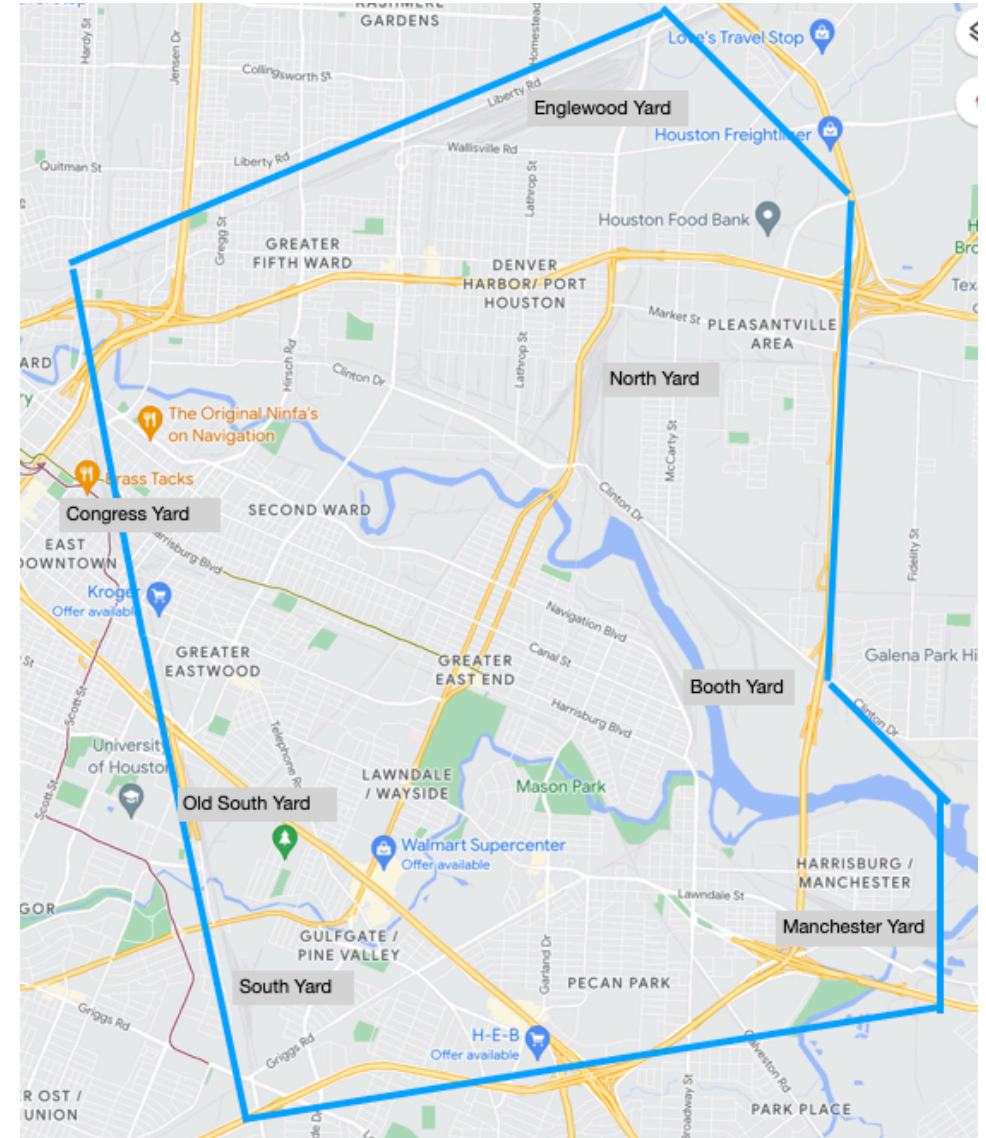 KASHMERE
GARDENS
Hardy St
Jensen Dr
Homestead
Love's Travel Stop
Collingsworth St
Liberty Rd
Englewood Yard
Houston Freightliner
Wallisville Rd
Quitman St
Liberty Rd
Lathrop St
Houston Food Bank
Gregg St
GREATER
FIFTH WARD
DENVER
HARBOR/ PORT
HOUSTON
Market St
PLEASANTVILLE
AREA
ARD
Hirsch Rd
Clinton Dr
Lathrop St
North Yard
The Original Ninfa's
on Navigation
McCarty St
Brass Tacks
Congress Yard
SECOND WARD
Clinton Dr
EAST
DOWNTOWN
Harrisburg Blvd
Fidelity St
Kroger
Offer available
Navigation Blvd
GREATER
EASTWOOD
GREATER
EAST END
Canal St
Galena Park Hi
Booth Yard
Scott St
Harrisburg Blvd
Clinton Dr
University
of Houston
Telephone R
LAWNDALE
/ WAYSIDE
Mason Park
Scott St
Old South Yard
Walmart Supercenter
Offer available
HARRISBURG /
MANCHESTER
Lawndale St
GOR
Manchester Yard
GULFGATE /
PINE VALLEY
Garland Dr
South Yard
PECAN PARK
Griggs Rd
H-E-B
Offer available
Griggs Rd
Galveston Rd
Broadway St
R OST /
UNION
PARK PLACE